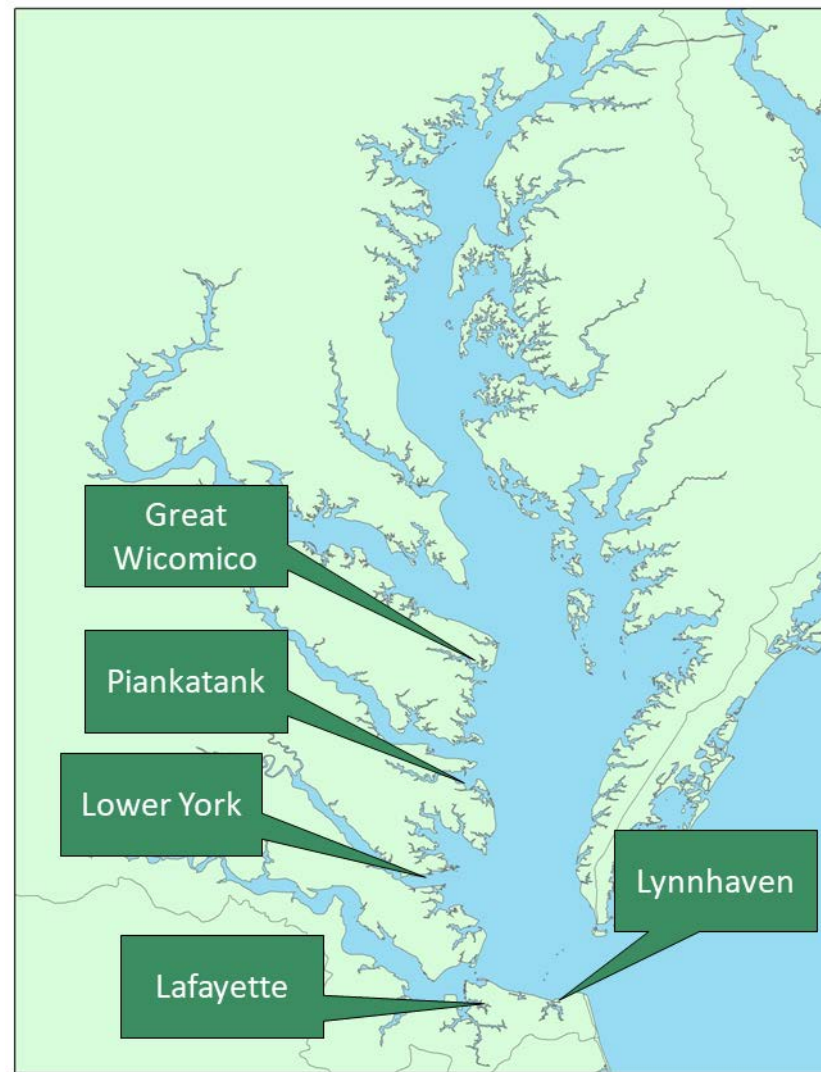 Great
Wicomico
Piankatank
Lower York
Lynnhaven
Lafayette